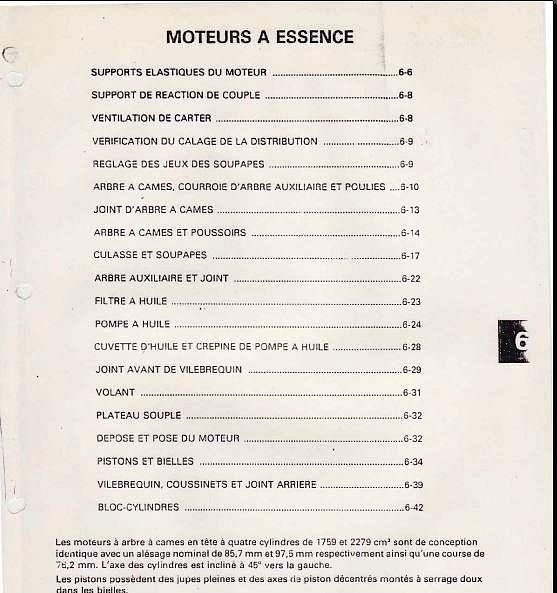 MOTEURS A ESSENCE
SUPPORTS ELASTIQUES DU MOTEUR ........................................6-6
SUPPORT DE REACTION DE COUPLE ........................................6-8
VENTILATION DE CARTER ........................................6-8
VERIFICATION DU CALAGE DE LA DISTRIBUTION ........................6-9
REGLAGE DES JEUX DES SOUPAPES ........................................6-9
ARBRE A CAMES, COURROIE D'ARBRE AUXILIAIRE ET POULIES ....6-10
JOINT D'ARBRE A CAMES ........................................6-13
ARBRE A CAMES ET POUSSOIRS ........................................6-14
CULASSE ET SOUPAPES ........................................6-17
ARBRE AUXILIAIRE ET JOINT ........................................6-22
FILTRE A HUILE ........................................6-23
POMPE A HUILE ........................................6-24
CUVETTE D'HUILE ET CREPINE DE POMPE A HUILE ......................6-28
JOINT AVANT DE VILEBREQUIN ........................................6-29
VOLANT ........................................6-31
PLATEAU SOUPLE ........................................6-32
DEPOSE ET POSE DU MOTEUR ........................................6-32
PISTONS ET BIELLES ........................................6-34
VILEBREQUIN, COUSSINETS ET JOINT ARRIERE ..........................6-39
BLOC-CYLINDRES ........................................6-42
6
Les moteurs à arbre à cames en tête à quatre cylindres de 1759 et 2279 cm³ sont de conception
identique avec un alésage nominal de 85,7 mm et 97,5 mm respectivement ainsi qu'une course de
76,2 mm. L'axe des cylindres est incliné à 45° vers la gauche.
Les pistons possèdent des jupes pleines et des axes de piston décentrés montés à serrage doux
dans les bielles.